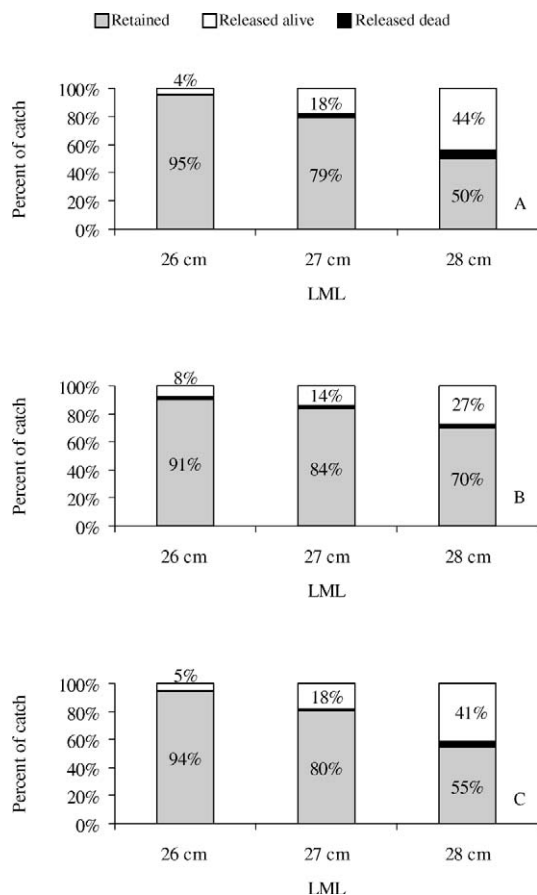 Retained Released alive Released dead
4%
100% 18% 44%
80%
60%
40% 95% 79% 50%
20%
0%
Percent of catch
A
26 cm 27 cm 28 cm
LML
8%
100% 14% 27%
80%
60%
40% 91% 84% 70%
20%
0%
Percent of catch
B
26 cm 27 cm 28 cm
LML
5%
100% 18% 41%
80%
60%
40% 94% 80% 55%
20%
0%
Percent of catch
C
26 cm 27 cm 28 cm
LML